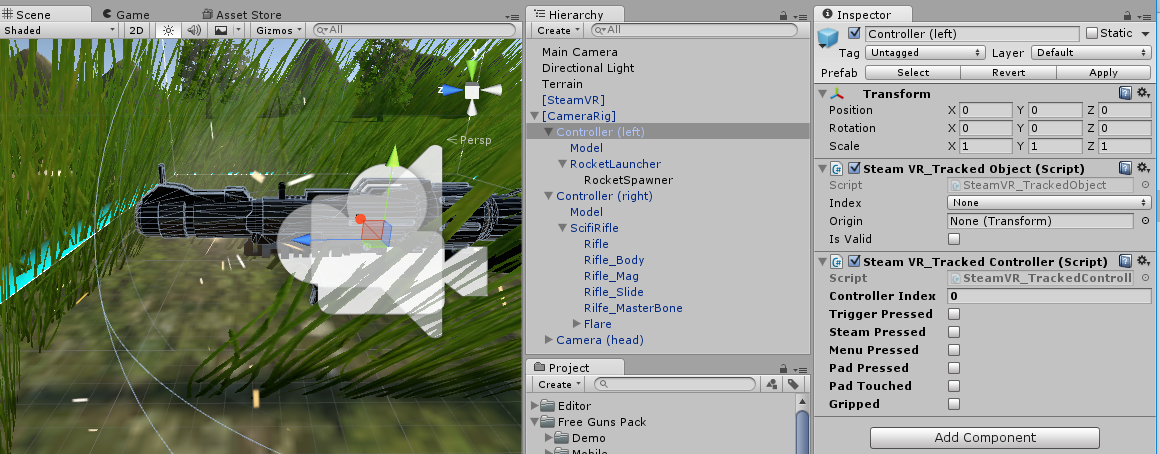 Scene
Game
Asset Store
Shaded
2D
Gizmos
All
y
z
Persp
Hierarchy
Create
All
Main Camera
Directional Light
Terrain
[SteamVR]
[CameraRig]
Controller (left)
Model
RocketLauncher
RocketSpawner
Controller (right)
Model
ScifiRifle
Rifle
Rifle_Body
Rifle_Mag
Rifle_Slide
Rilfe_MasterBone
Flare
Camera (head)
Project
Create
Editor
Free Guns Pack
Demo
Mobile
Inspector
Controller (left)
Static
Tag Untagged Layer Default
Prefab Select Revert Apply
Transform
Position X 0 Y 0 Z 0
Rotation X 0 Y 0 Z 0
Scale X 1 Y 1 Z 1
Steam VR_Tracked Object (Script)
Script SteamVR_TrackedObject
Index None
Origin None (Transform)
Is Valid
Steam VR_Tracked Controller (Script)
Script SteamVR_TrackedControll
Controller Index 0
Trigger Pressed
Steam Pressed
Menu Pressed
Pad Pressed
Pad Touched
Gripped
Add Component